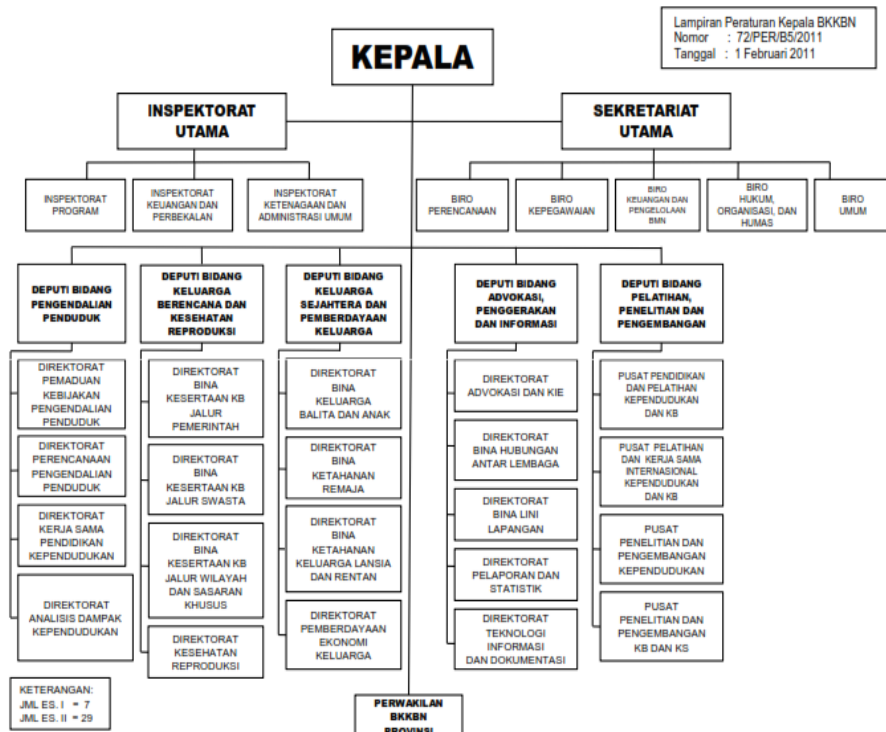 Lampiran Peraturan Kepala BKKBN
Nomor : 72/PER/B5/2011
Tanggal : 1 Februari 2011
KEPALA
INSPEKTORAT
UTAMA
SEKRETARIAT
UTAMA
INSPEKTORAT
PROGRAM
INSPEKTORAT
KEUANGAN DAN
PERBEKALAN
INSPEKTORAT
KETENAGAAN DAN
ADMINISTRASI UMUM
BIRO
PERENCANAAN
BIRO
KEPEGAWAIAN
BIRO
KEUANGAN DAN
PENGELOLAAN
BMN
BIRO
HUKUM,
ORGANISASI, DAN
HUMAS
BIRO
UMUM
DEPUTI BIDANG
PENGENDALIAN
PENDUDUK
DEPUTI BIDANG
KELUARGA
BERENCANA DAN
KESEHATAN
REPRODUKSI
DEPUTI BIDANG
KELUARGA
SEJAHTERA DAN
PEMBERDAYAAN
KELUARGA
DEPUTI BIDANG
ADVOKASI,
PENGGERAKAN
DAN INFORMASI
DEPUTI BIDANG
PELATIHAN,
PENELITIAN DAN
PENGEMBANGAN
DIREKTORAT
PEMADUAN
KEBIJAKAN
PENGENDALIAN
PENDUDUK
DIREKTORAT
PERENCANAAN
PENGENDALIAN
PENDUDUK
DIREKTORAT
KERJA SAMA
PENDIDIKAN
KEPENDUDUKAN
DIREKTORAT
ANALISIS DAMPAK
KEPENDUDUKAN
DIREKTORAT
BINA
KESERTAAN KB
JALUR
PEMERINTAH
DIREKTORAT
BINA
KESERTAAN KB
JALUR SWASTA
DIREKTORAT
BINA
KESERTAAN KB
JALUR WILAYAH
DAN SASARAN
KHUSUS
DIREKTORAT
KESEHATAN
REPRODUKSI
DIREKTORAT
BINA
KELUARGA
BALITA DAN ANAK
DIREKTORAT
BINA
KETAHANAN
REMAJA
DIREKTORAT
BINA
KETAHANAN
KELUARGA LANSIA
DAN RENTAN
DIREKTORAT
PEMBERDAYAAN
EKONOMI
KELUARGA
DIREKTORAT
ADVOKASI DAN KIE
DIREKTORAT
BINA HUBUNGAN
ANTAR LEMBAGA
DIREKTORAT
BINA LINI
LAPANGAN
DIREKTORAT
PELAPORAN DAN
STATISTIK
DIREKTORAT
TEKNOLOGI
INFORMASI
DAN DOKUMENTASI
PUSAT PENDIDIKAN
DAN PELATIHAN
KEPENDUDUKAN
DAN KB
PUSAT PELATIHAN
DAN KERJA SAMA
INTERNASIONAL
KEPENDUDUKAN
DAN KB
PUSAT
PENELITIAN DAN
PENGEMBANGAN
KEPENDUDUKAN
PUSAT
PENELITIAN DAN
PENGEMBANGAN
KB DAN KS
KETERANGAN:
JML ES. I = 7
JML ES. II = 29
PERWAKILAN
BKKBN
PROVINSI